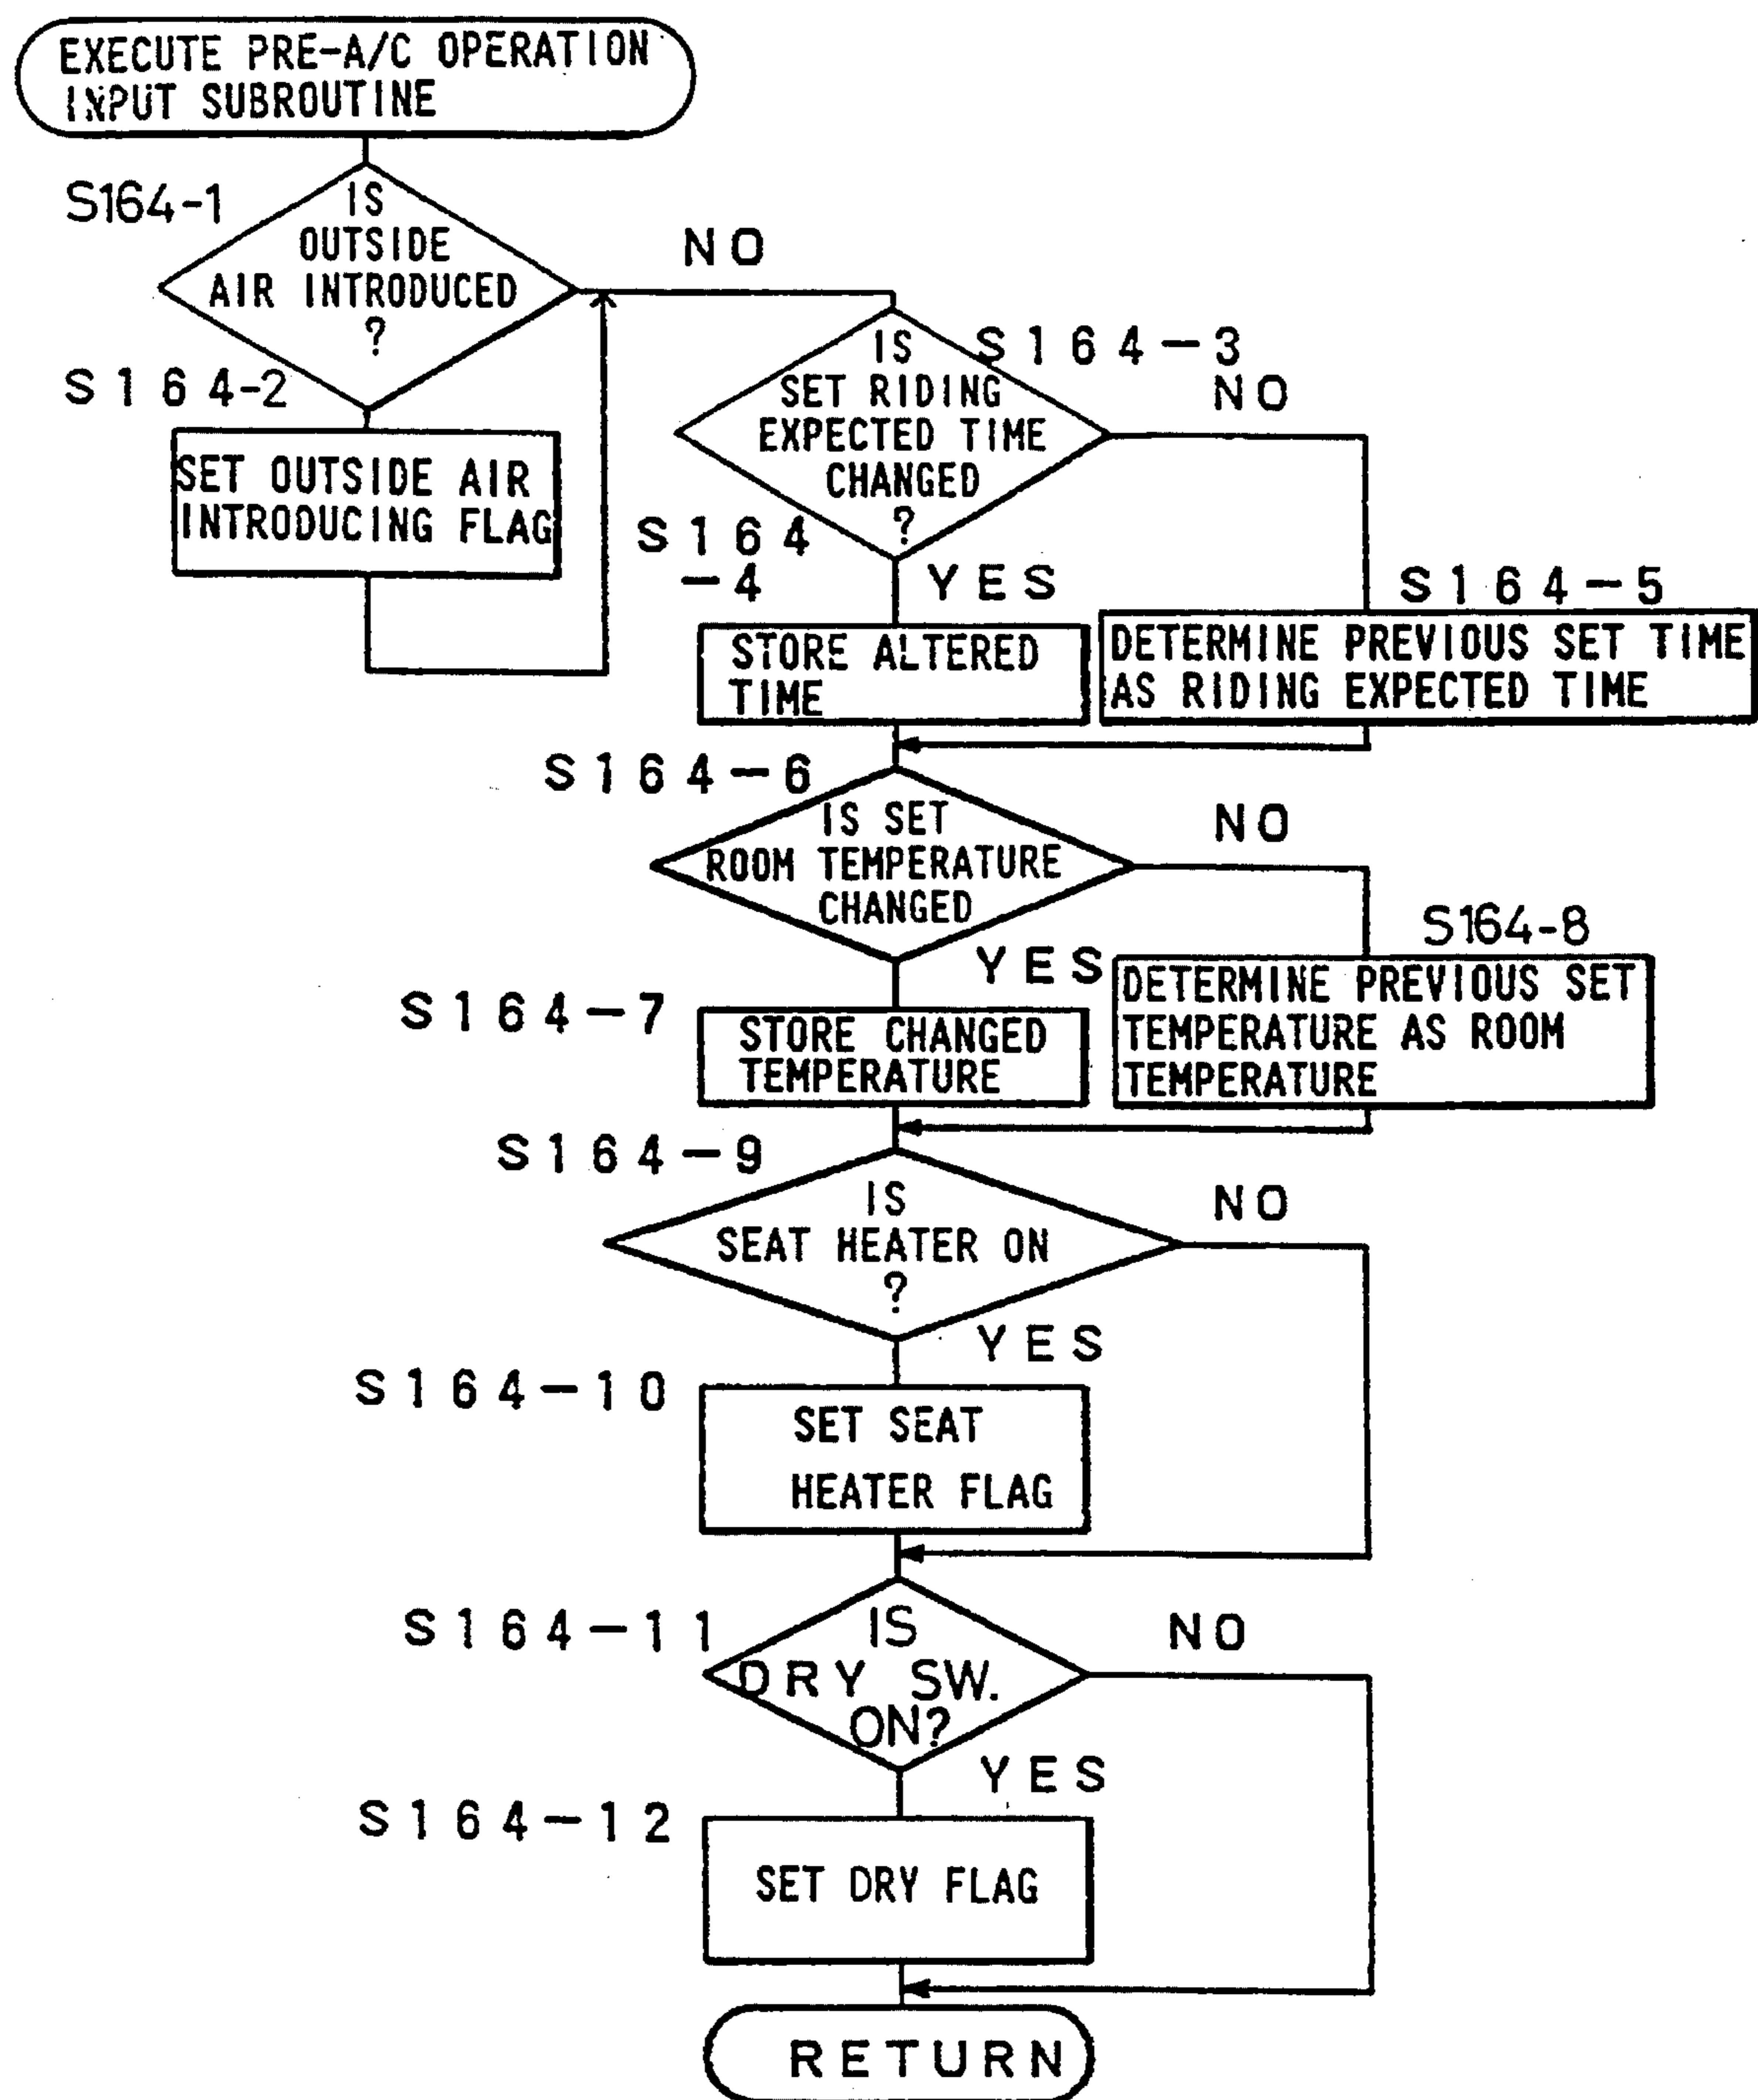 EXECUTE PRE-A/C OPERATION
INPUT SUBROUTINE
S164-1
IS
OUTSIDE
AIR INTRODUCED
?
NO
S164-2
SET OUTSIDE AIR
INTRODUCING FLAG
S164-3
IS
SET RIDING
EXPECTED TIME
CHANGED
?
NO
S164
-4
YES
STORE ALTERED
TIME
S164-5
DETERMINE PREVIOUS SET TIME
AS RIDING EXPECTED TIME
S164-6
IS SET
ROOM TEMPERATURE
CHANGED
NO
YES
S164-7
STORE CHANGED
TEMPERATURE
S164-8
DETERMINE PREVIOUS SET
TEMPERATURE AS ROOM
TEMPERATURE
S164-9
IS
SEAT HEATER ON
?
NO
YES
S164-10
SET SEAT
HEATER FLAG
S164-11
IS
DRY SW.
ON?
NO
YES
S164-12
SET DRY FLAG
RETURN